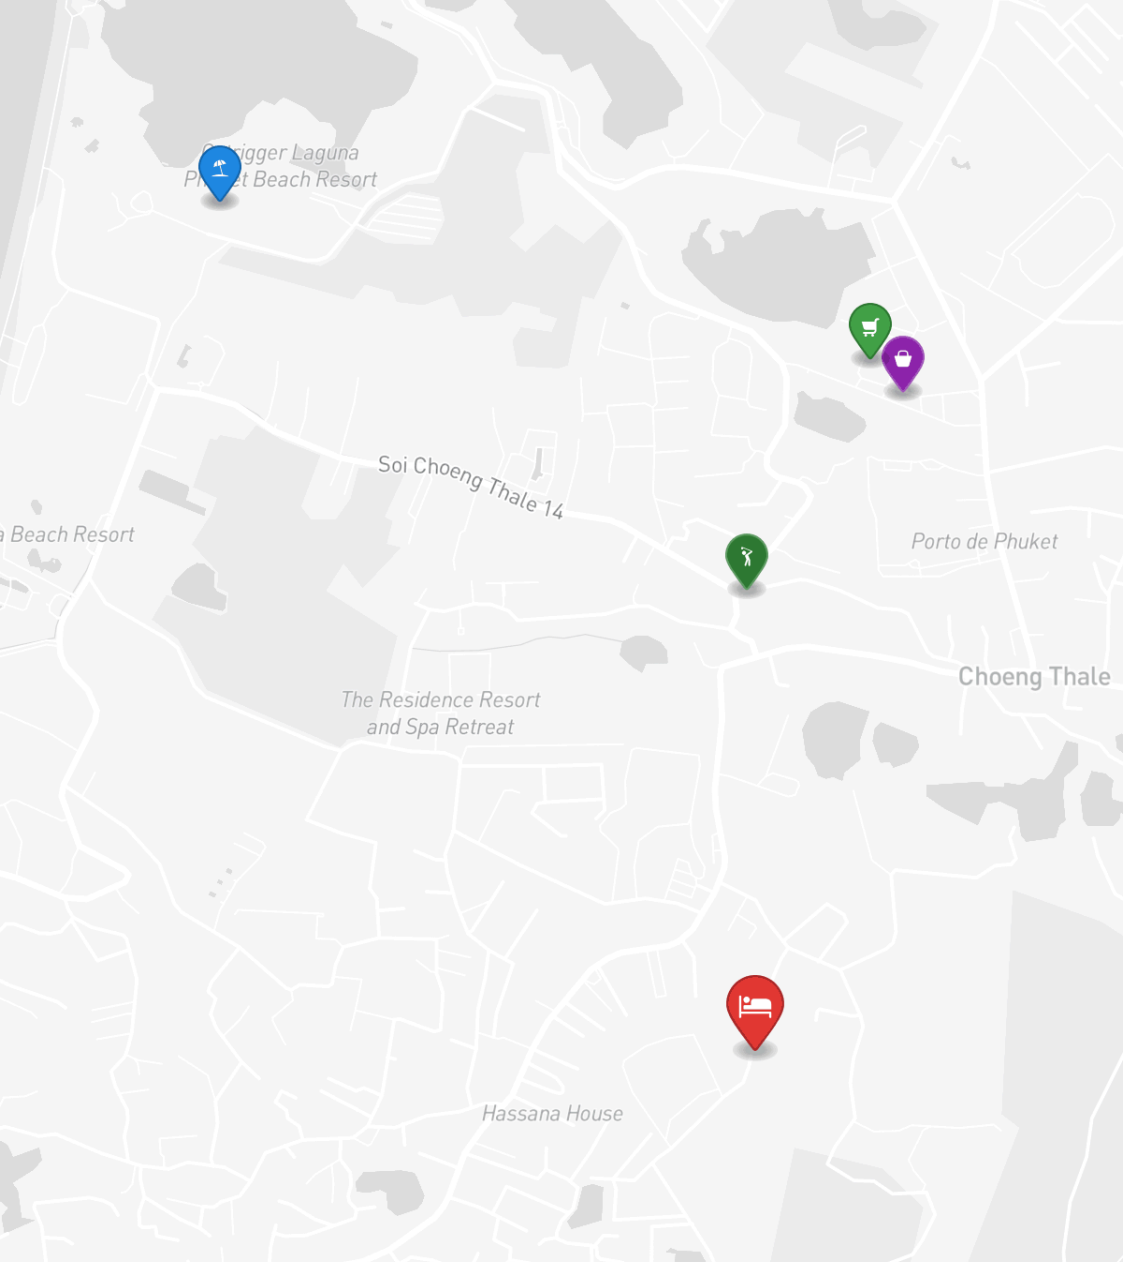 Laguna
Beach Resort
Soi Choeng Thale 14
a Beach Resort
Porto de Phuket
Choeng Thale
The Residence Resort
and Spa Retreat
Hassana House